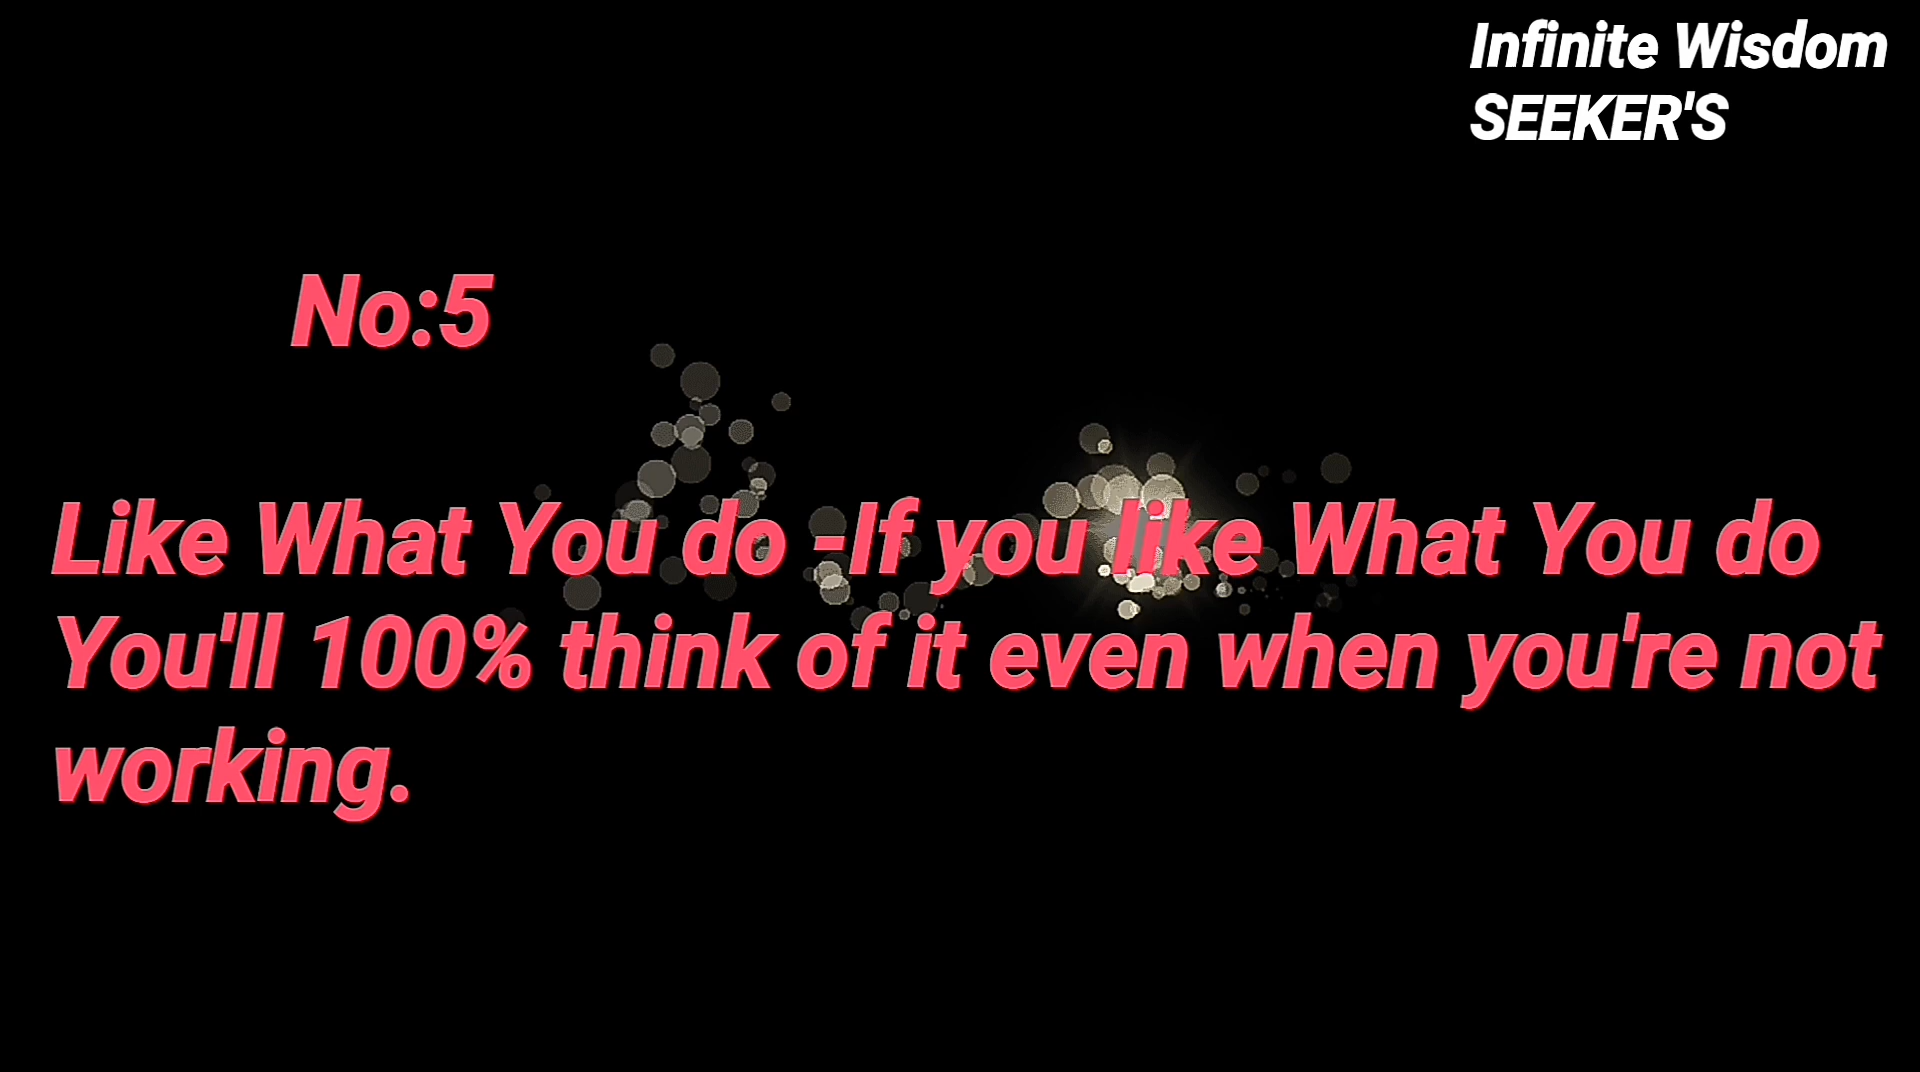 Infinite Wisdom
SEEKER'S
No:5
Like What You do -If you like What You do
You'll 100% think of it even when you're not
working.